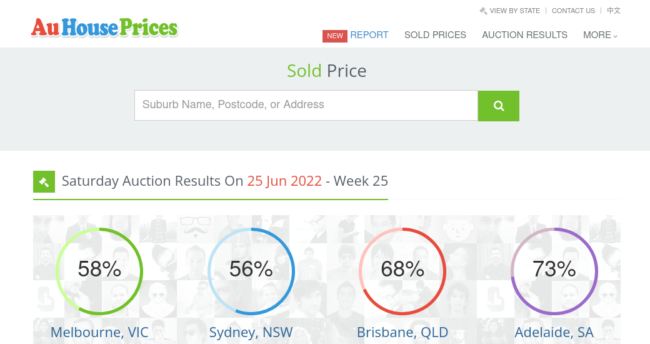 VIEW BY STATE | CONTACT US | 中文
AuHousePrices
NEW REPORT SOLD PRICES AUCTION RESULTS MORE
Sold Price
Suburb Name, Postcode, or Address
Saturday Auction Results On 25 Jun 2022 - Week 25
58% 56% 68% 73%
Melbourne, VIC Sydney, NSW Brisbane, QLD Adelaide, SA